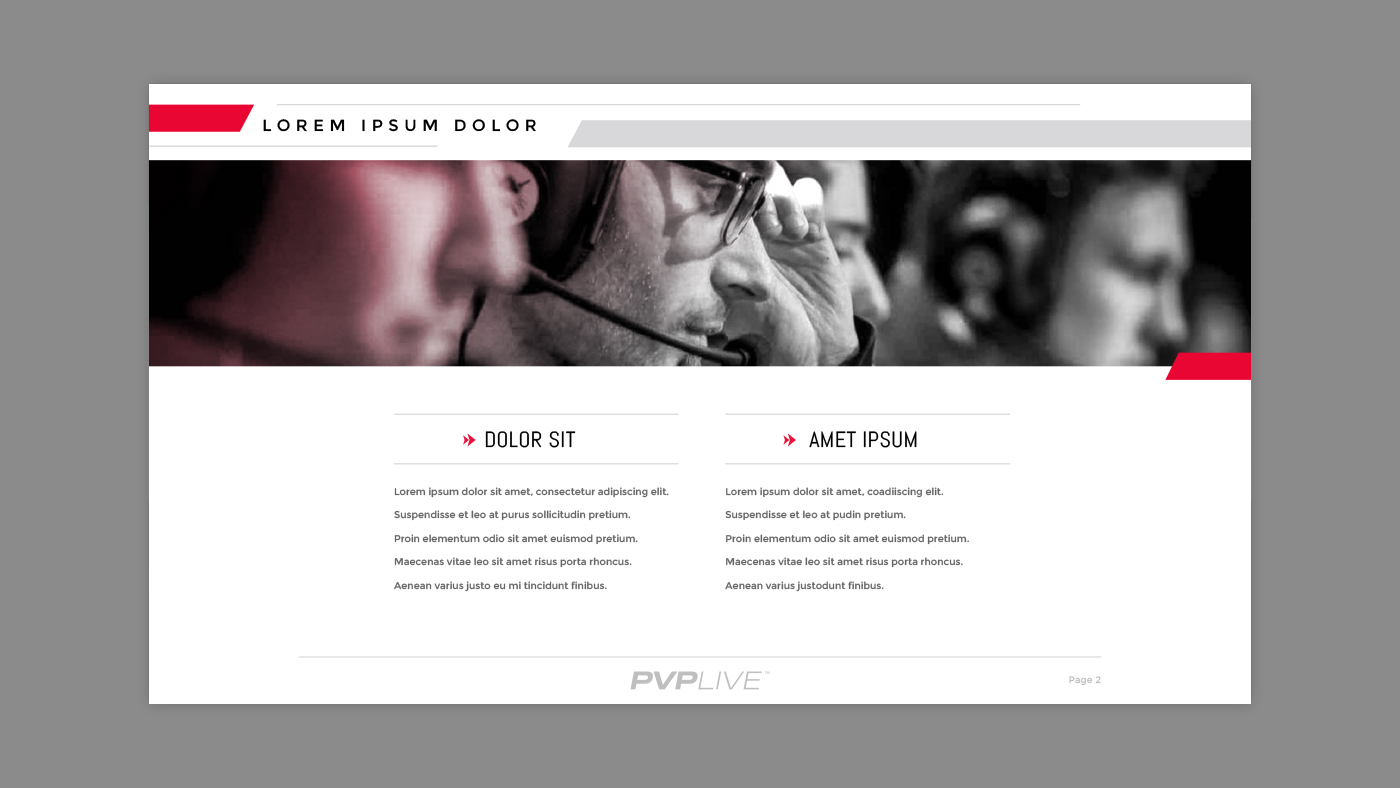 LOREM IPSUM DOLOR
DOLOR SIT
Lorem ipsum dolor sit amet, consectetur adipiscing elit.
Suspendisse et leo at purus sollicitudin pretium.
Proin elementum odio sit amet euismod pretium.
Maecenas vitae leo sit amet risus porta rhoncus.
Aenean varius justo eu mi tincidunt finibus.
AMET IPSUM
Lorem ipsum dolor sit amet, coadiiscing elit.
Suspendisse et leo at pudin pretium.
Proin elementum odio sit amet euismod pretium.
Maecenas vitae leo sit amet risus porta rhoncus.
Aenean varius justodunt finibus.
PVPLIVE™
Page 2